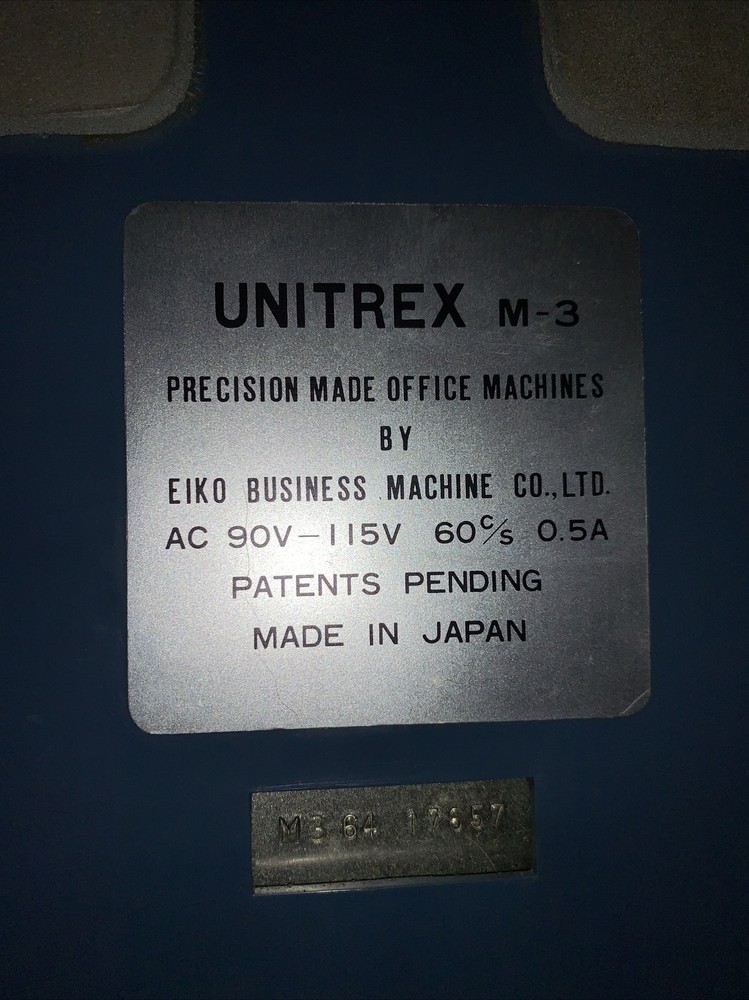 UNITREX M-3
PRECISION MADE OFFICE MACHINES
BY
EIKO BUSINESS MACHINE CO.,LTD.
AC 90V-115V 60 c/s 0.5A
PATENTS PENDING
MADE IN JAPAN
M3 64 17657